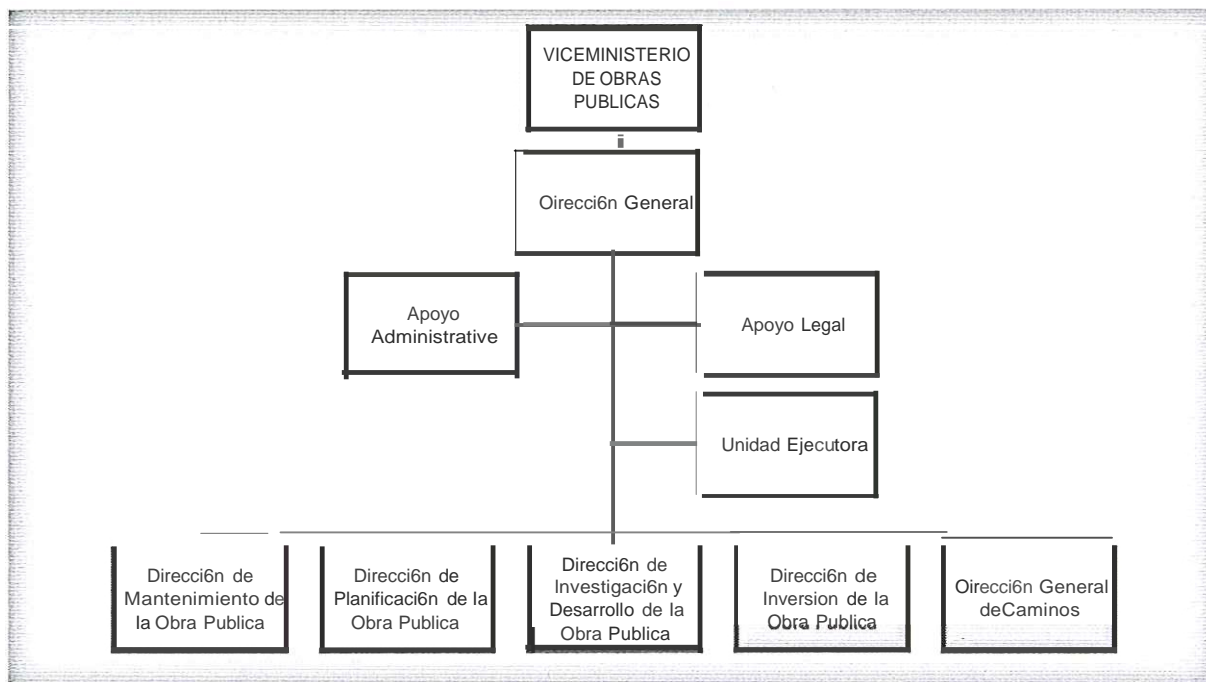 VICEMINISTERIO
DE OBRAS
PUBLICAS
Oirecci6n General
Apoyo
Administrative
Apoyo Legal
Unidad Ejecutora
Direcci6n de
Mantenimiento de
la Obra Publica
Direcci6n de
Planificaci6n de la
Obra Publica
Direcci6n de
Investigaci6n y
Desarrollo de la
Obra Publica
Direcci6n de
Inversion de la
Obra Publica
Oirecci6n General
deCaminos